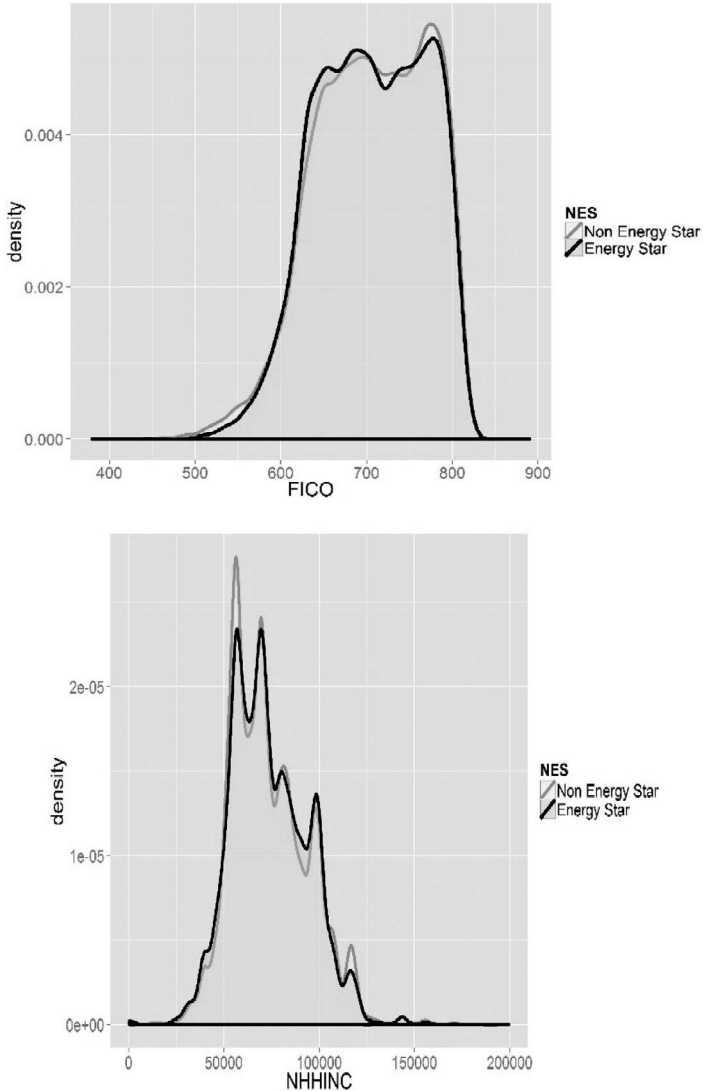 0.004
0.002
0.000
density
400 500 600 700 800 900
FICO
NES
Non Energy Star
Energy Star
2e-05
1e-05
0e+00
density
0 50000 100000 150000 200000
NHHINC
NES
Non Energy Star
Energy Star